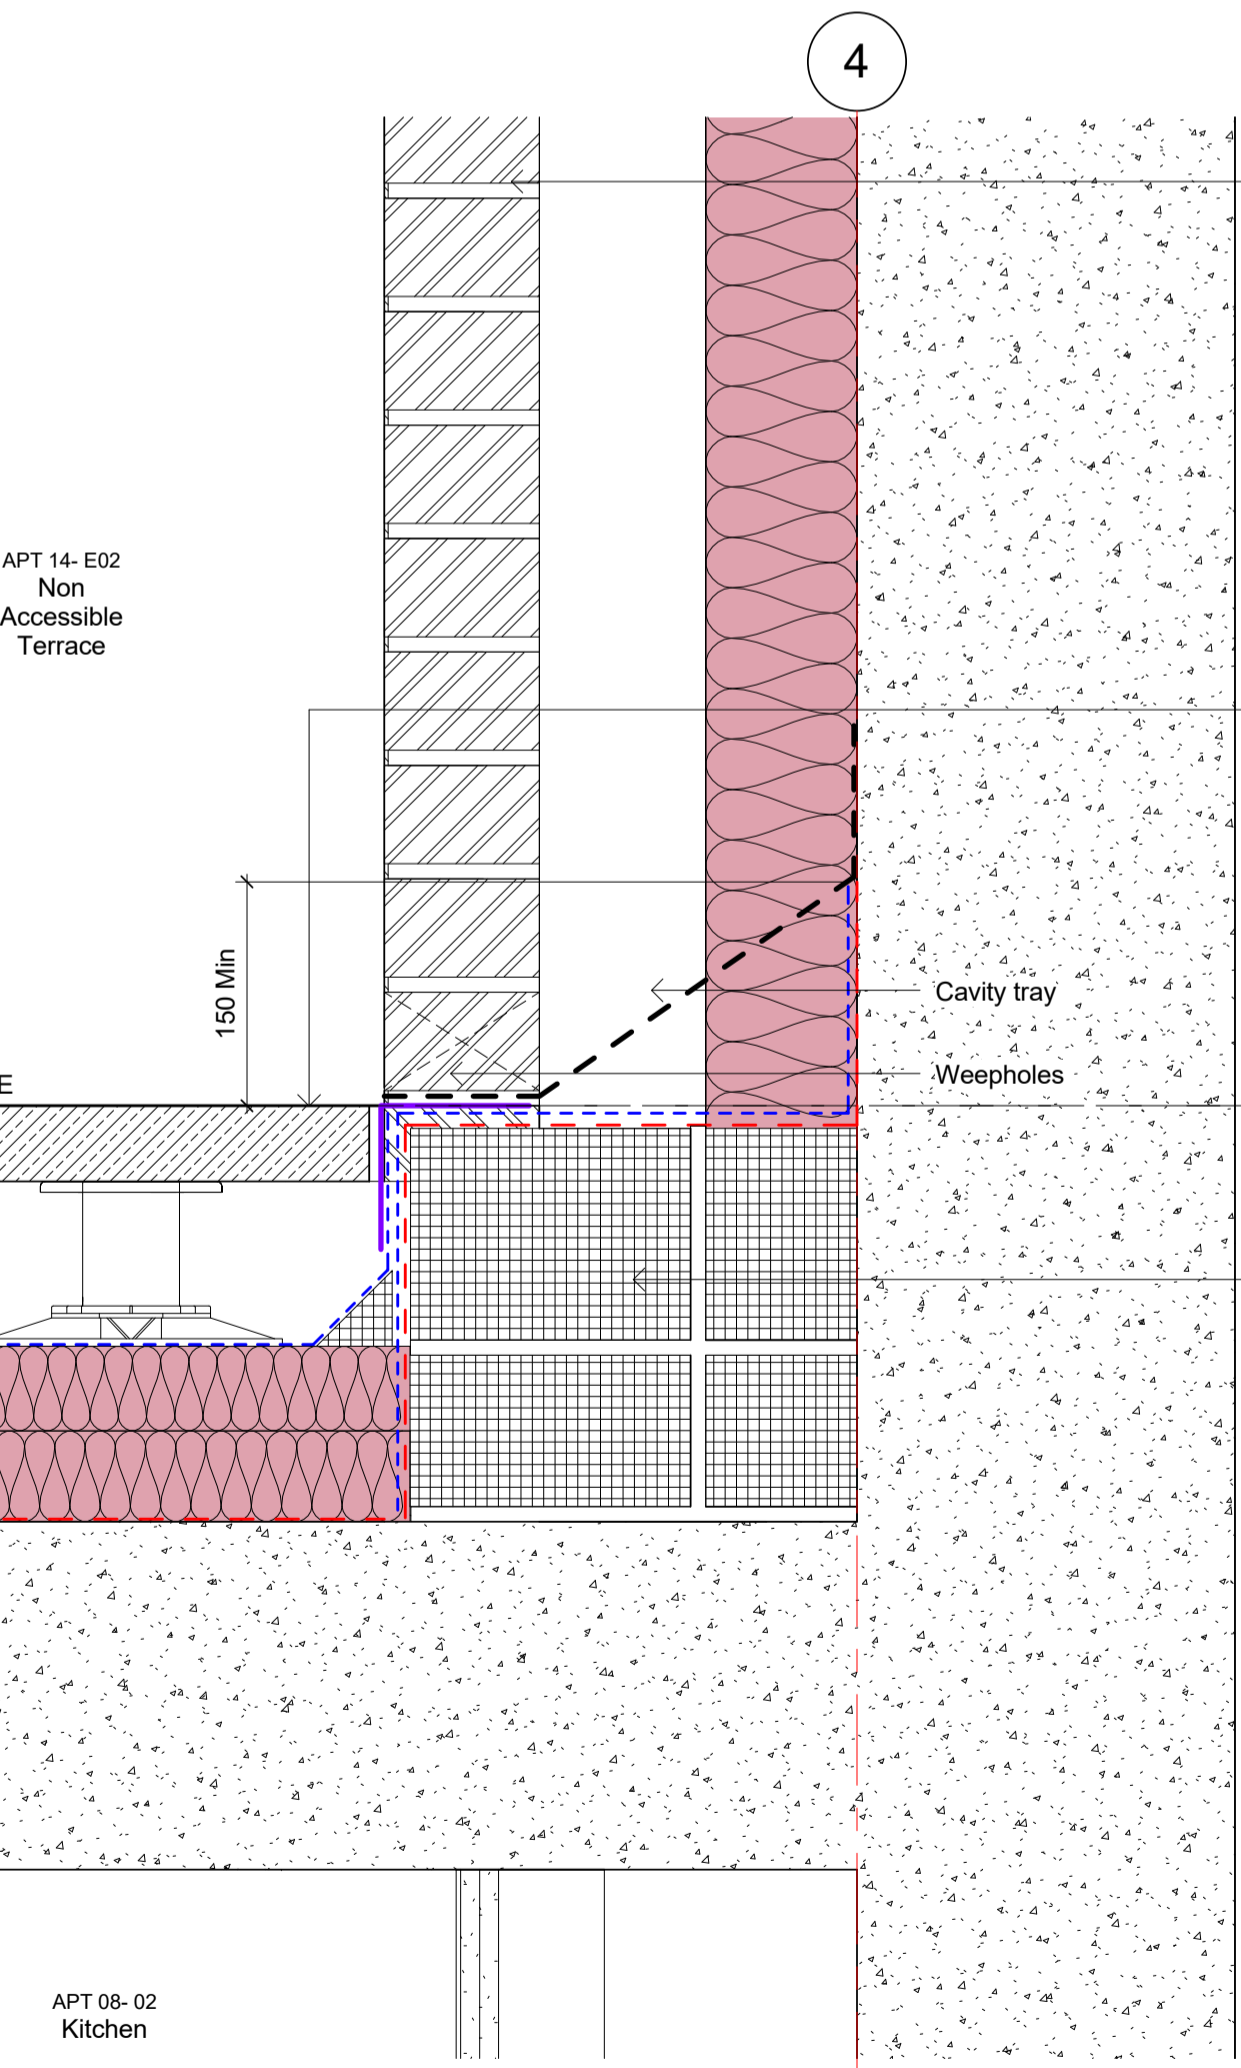 4
APT 14- E02
Non
Accessible
Terrace
150 Min
Cavity tray
Weepholes
E
APT 08- 02
Kitchen